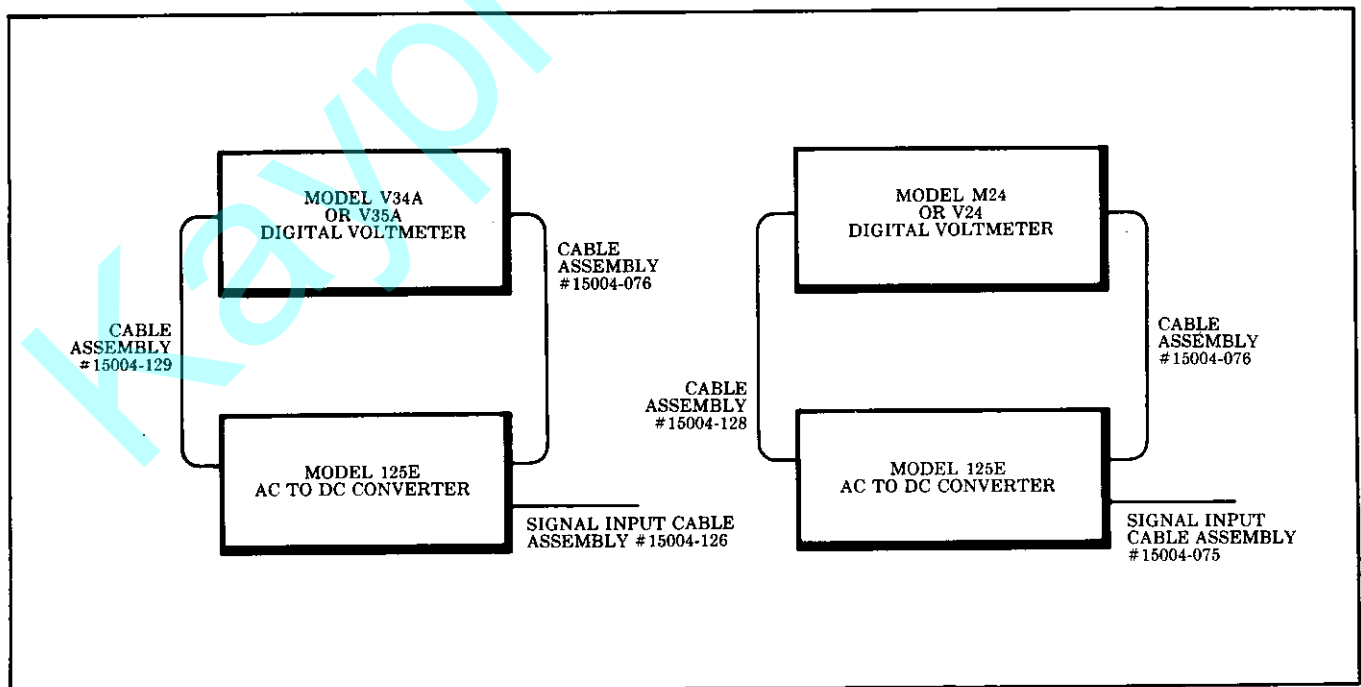 MODEL V34A
OR V35A
DIGITAL VOLTMETER
CABLE
ASSEMBLY
#15004-076
CABLE
ASSEMBLY
#15004-129
MODEL 125E
AC TO DC CONVERTER
SIGNAL INPUT CABLE
ASSEMBLY #15004-126
MODEL M24
OR V24
DIGITAL VOLTMETER
CABLE
ASSEMBLY
#15004-076
CABLE
ASSEMBLY
#15004-128
MODEL 125E
AC TO DC CONVERTER
SIGNAL INPUT
CABLE ASSEMBLY
#15004-075